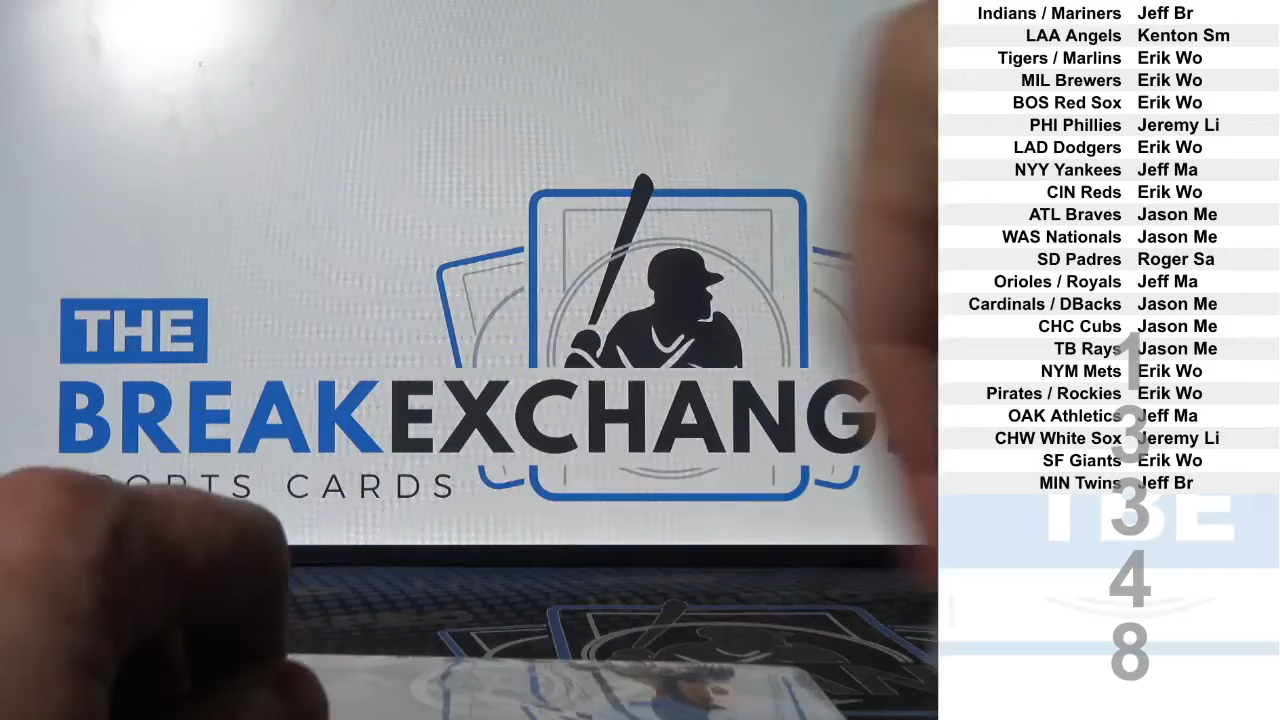 THE
BREAKEXCHANG
SPORTS CARDS
Indians / Mariners Jeff Br
LAA Angels Kenton Sm
Tigers / Marlins Erik Wo
MIL Brewers Erik Wo
BOS Red Sox Erik Wo
PHI Phillies Jeremy Li
LAD Dodgers Erik Wo
NYY Yankees Jeff Ma
CIN Reds Erik Wo
ATL Braves Jason Me
WAS Nationals Jason Me
SD Padres Roger Sa
Orioles / Royals Jeff Ma
Cardinals / DBacks Jason Me
CHC Cubs Jason Me
TB Rays Jason Me
NYM Mets Erik Wo
Pirates / Rockies Erik Wo
OAK Athletics Jeff Ma
CHW White Sox Jeremy Li
SF Giants Erik Wo
MIN Twins Jeff Br
TBE
1
3
3
4
8